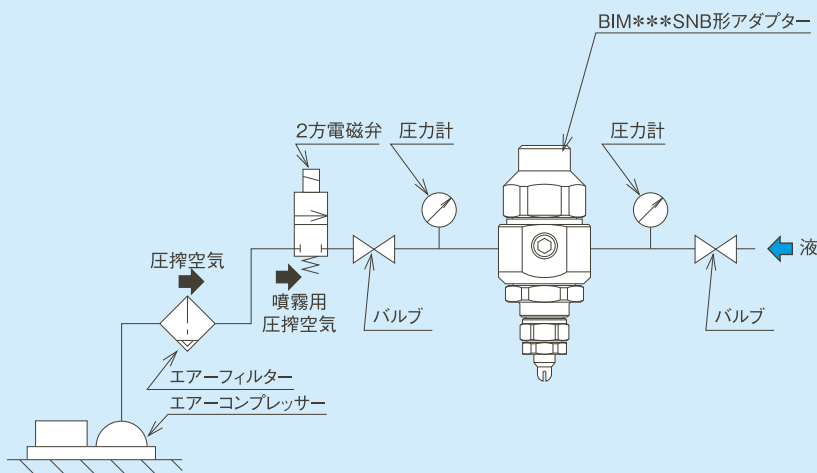 BIM***SNB形アダプター
2方電磁弁
圧力計
圧力計
圧搾空気
液
噴霧用
圧搾空気
バルブ
バルブ
エアーフィルター
エアーコンプレッサー